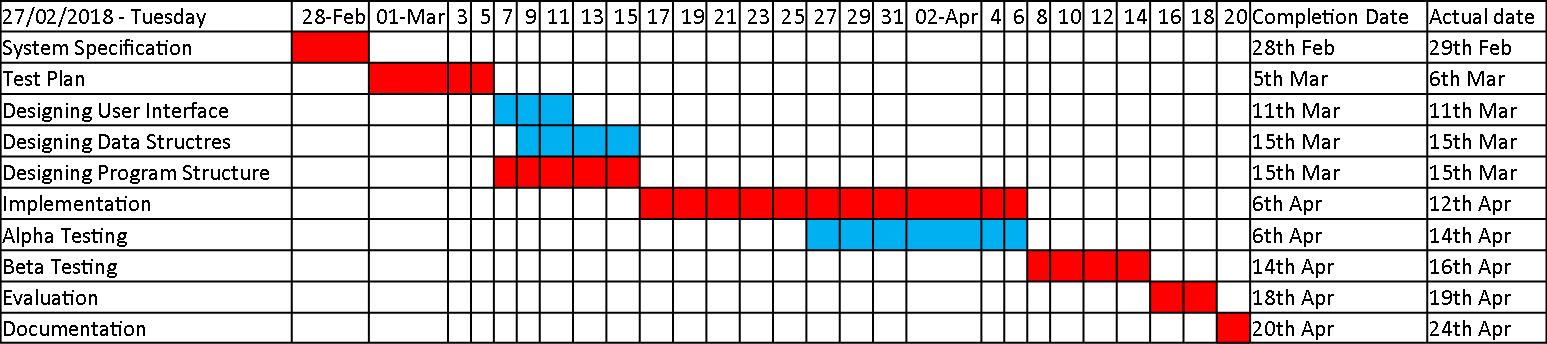 27/02/2018 - Tuesday 28-Feb 01-Mar 3 5 7 9 11 13 15 17 19 21 23 25 27 29 31 02-Apr 4 6 8 10 12 14 16 18 20 Completion Date Actual date
System Specification 28th Feb 29th Feb
Test Plan 5th Mar 6th Mar
Designing User Interface 11th Mar 11th Mar
Designing Data Structres 15th Mar 15th Mar
Designing Program Structure 15th Mar 15th Mar
Implementation 6th Apr 12th Apr
Alpha Testing 6th Apr 14th Apr
Beta Testing 14th Apr 16th Apr
Evaluation 18th Apr 19th Apr
Documentation 20th Apr 24th Apr